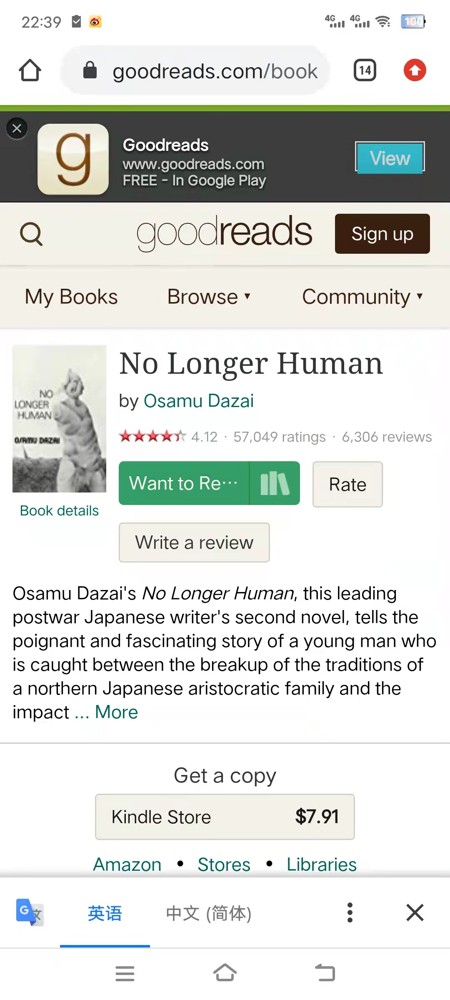 22:39
4G 4G 100
goodreads.com/book
14
g
Goodreads
www.goodreads.com
FREE - In Google Play
View
goodreads
Sign up
My Books
Browse ▾
Community ▾
No Longer Human
by Osamu Dazai
NO
LONGER
HUMAN
OSAMU DAZAI
4.12 · 57,049 ratings · 6,306 reviews
Want to Re···
Rate
Book details
Write a review
Osamu Dazai's No Longer Human, this leading
postwar Japanese writer's second novel, tells the
poignant and fascinating story of a young man who
is caught between the breakup of the traditions of
a northern Japanese aristocratic family and the
impact ... More
Get a copy
Kindle Store $7.91
Amazon • Stores • Libraries
G 文
英语
中文 (简体)